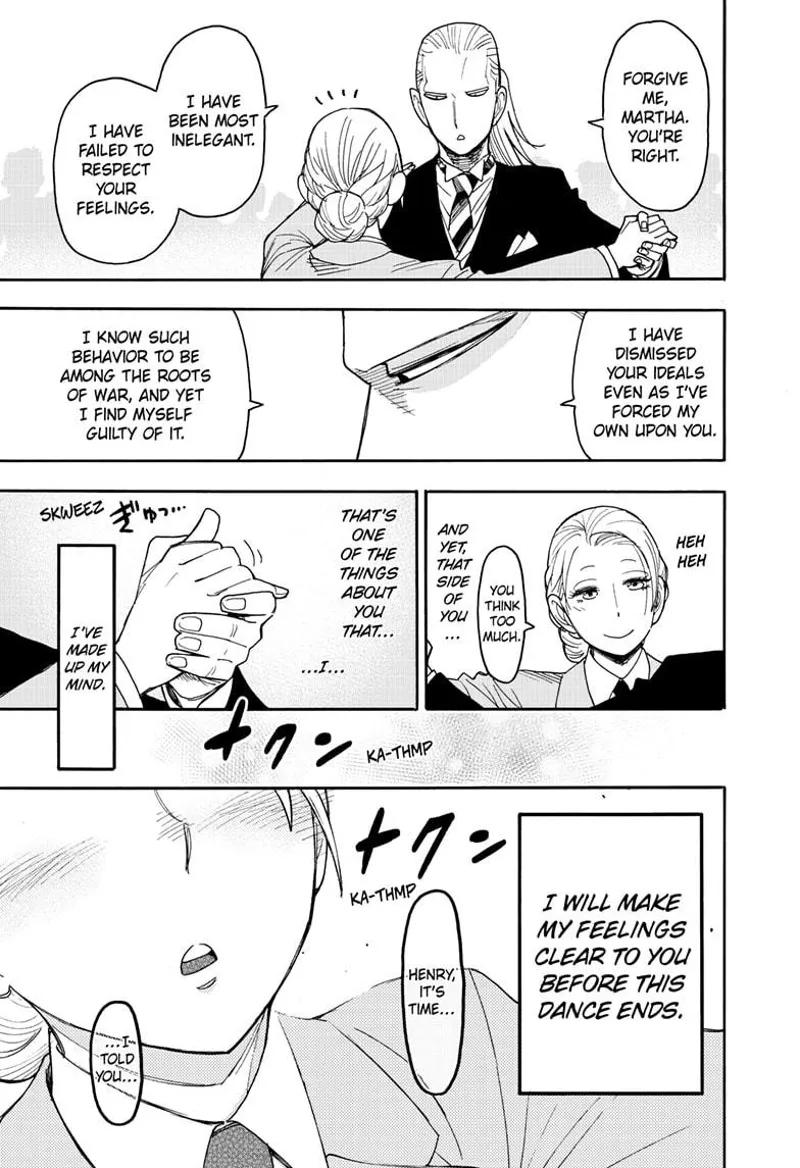 FORGIVE
ME,
MARTHA.
YOU'RE
RIGHT.
I HAVE
BEEN MOST
INELEGANT.
I HAVE
FAILED TO
RESPECT
YOUR
FEELINGS.
I HAVE
DISMISSED
YOUR IDEALS
EVEN AS I'VE
FORCED MY
OWN UPON YOU.
I KNOW SUCH
BEHAVIOR TO BE
AMONG THE ROOTS
OF WAR, AND YET
I FIND MYSELF
GUILTY OF IT.
HEH
HEH
YOU
THINK
TOO
MUCH.
AND
YET,
THAT
SIDE
OF
YOU
...
THAT'S
ONE
OF THE
THINGS
ABOUT
YOU
THAT...
...I...
SKWEEZ
ぎゅっ...
I'VE
MADE
UP MY
MIND.
メクン
KA-THMP
I WILL MAKE
MY FEELINGS
CLEAR TO YOU
BEFORE THIS
DANCE ENDS.
メクン
KA-THMP
HENRY,
IT'S
TIME...
...I
TOLD
YOU...